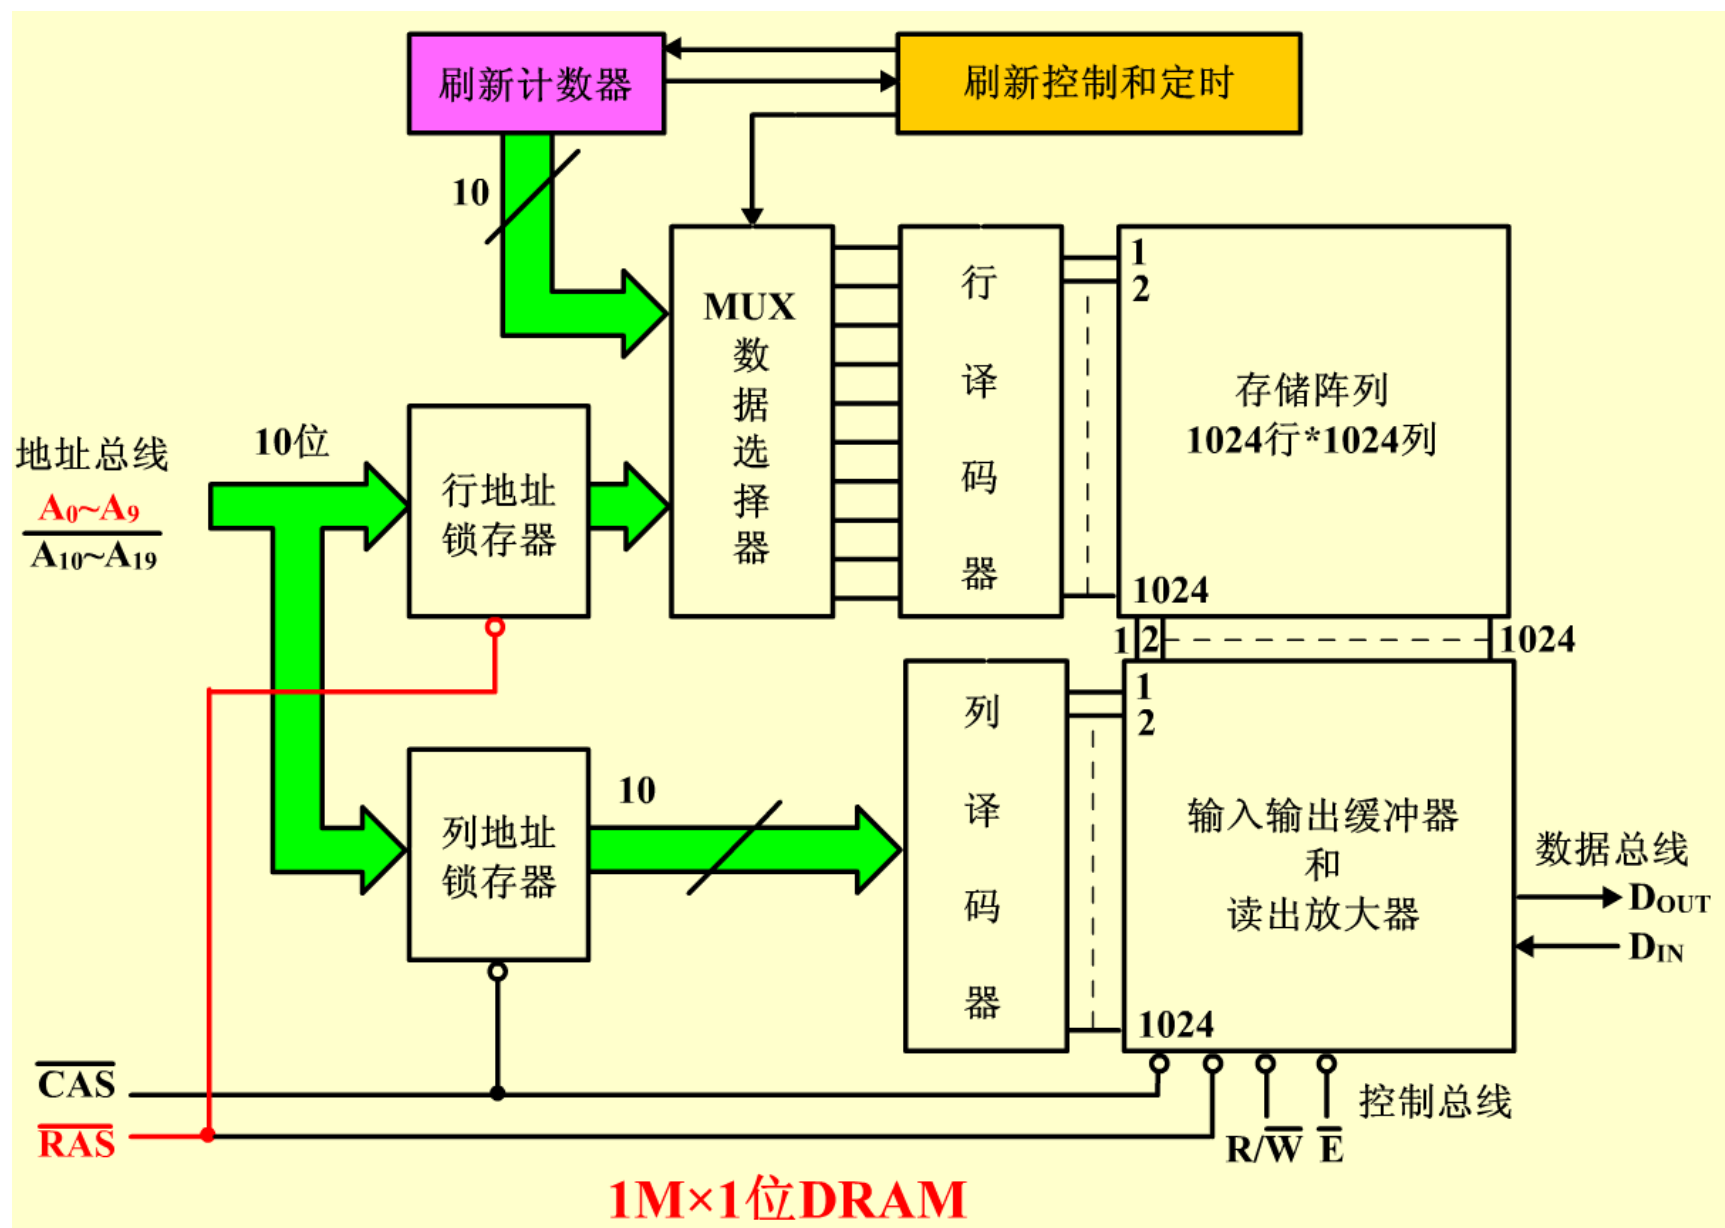 刷新计数器
刷新控制和定时
10
MUX
数
据
选
择
器
行
译
码
器
1
2
1024
存储阵列
1024行*1024列
地址总线
A0~A9
A10~A19
10位
行地址
锁存器
1 2
1024
列地址
锁存器
10
列
译
码
器
1
2
1024
输入输出缓冲器
和
读出放大器
数据总线
DOUT
DIN
C̅A̅S̅
R̅A̅S̅
R/W̅
E̅
控制总线
1M×1位DRAM